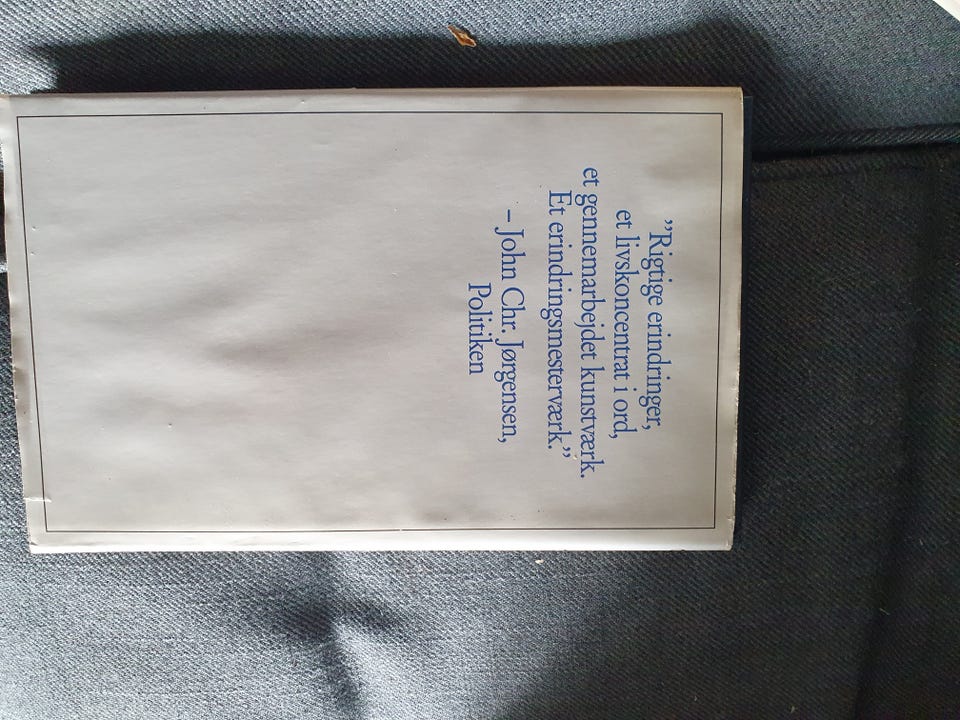 ”Rigtige erindringer,
et livskoncentrat i ord,
et gennemarbejdet kunstværk.
Et erindringsmesterværk.”
– John Chr. Jørgensen,
Politiken